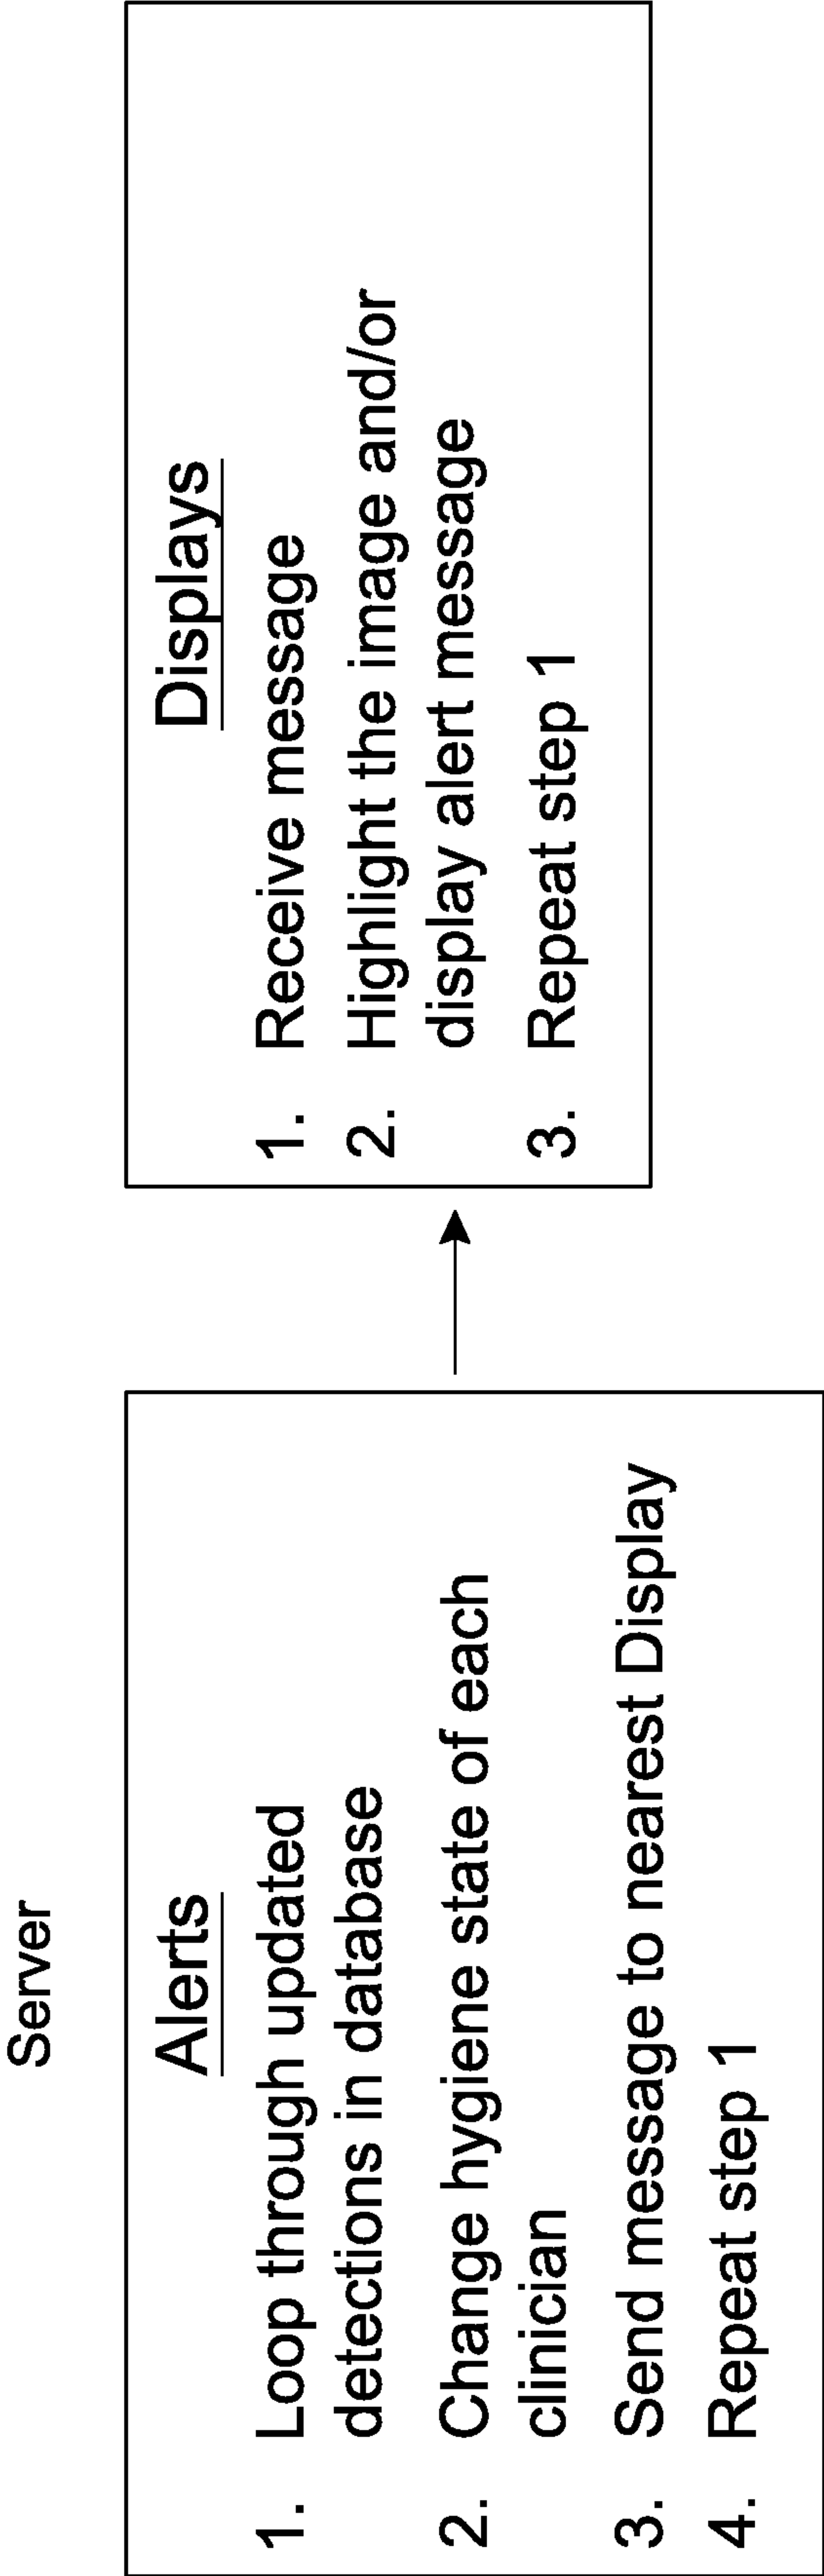 Server
Alerts
1. Loop through updated
detections in database
2. Change hygiene state of each
clinician
3. Send message to nearest Display
4. Repeat step 1
Displays
1. Receive message
2. Highlight the image and/or
display alert message
3. Repeat step 1